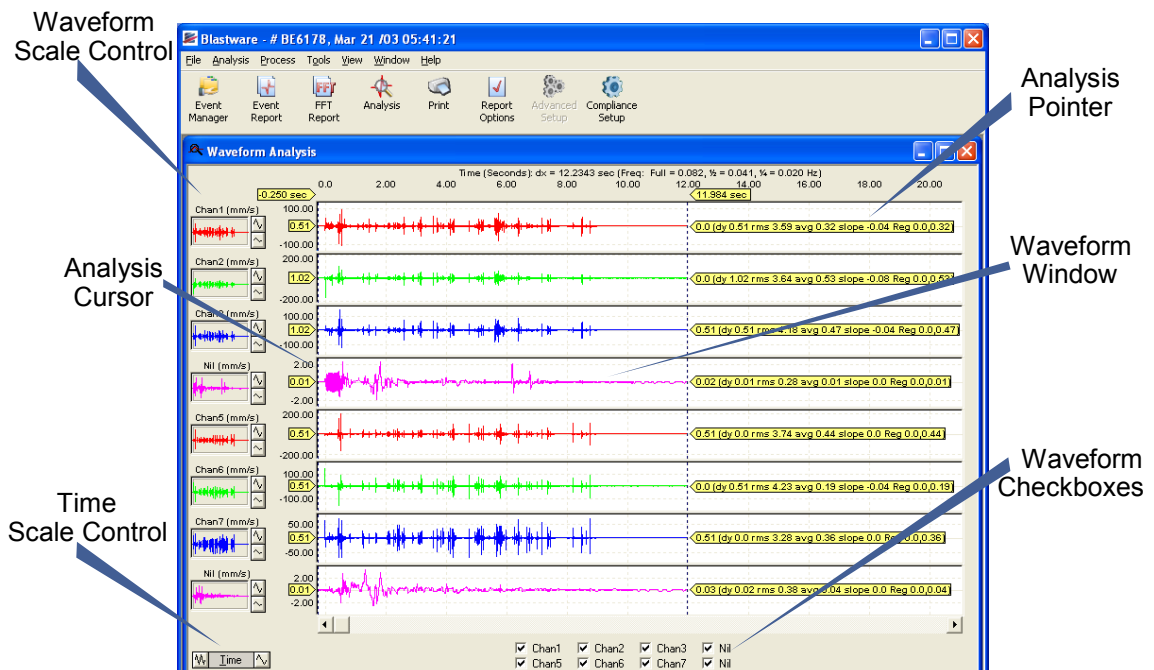 Waveform
Scale Control
Blastware - # BE6178, Mar 21 /03 05:41:21
File Analysis Process Tools View Window Help
Event
Manager
Event
Report
FFT
Report
Analysis
Print
Report
Options
Advanced
Setup
Compliance
Setup
Analysis
Pointer
Waveform Analysis
Time (Seconds): dx = 12.2343 sec (Freq: Full = 0.082, ½ = 0.041, ¼ = 0.020 Hz)
0.0 2.00 4.00 6.00 8.00 10.00 12.00 14.00 16.00 18.00 20.00
-0.250 sec
11.984 sec
Chan1 (mm/s)
100.00
0.51
-100.00
0.0 (dy 0.51 rms 3.59 avg 0.32 slope -0.04 Reg 0.0,0.32)
Waveform
Window
Analysis
Cursor
Chan2 (mm/s)
200.00
1.02
-200.00
0.0 (dy 1.02 rms 3.64 avg 0.53 slope -0.08 Reg 0.0,0.53)
Chan3 (mm/s)
100.00
1.02
-100.00
0.51 (dy 0.51 rms 4.18 avg 0.47 slope -0.04 Reg 0.0,0.47)
Nil (mm/s)
2.00
0.01
-2.00
0.02 (dy 0.01 rms 0.28 avg 0.01 slope 0.0 Reg 0.0,0.01)
Chan5 (mm/s)
200.00
0.51
-200.00
0.51 (dy 0.0 rms 3.74 avg 0.44 slope 0.0 Reg 0.0,0.44)
Waveform
Checkboxes
Chan6 (mm/s)
100.00
0.51
-100.00
0.0 (dy 0.51 rms 4.23 avg 0.19 slope -0.04 Reg 0.0,0.19)
Time
Scale Control
Chan7 (mm/s)
50.00
0.51
-50.00
0.51 (dy 0.0 rms 3.28 avg 0.36 slope 0.0 Reg 0.0,0.36)
Nil (mm/s)
2.00
0.01
-2.00
0.03 (dy 0.02 rms 0.38 avg 0.04 slope 0.0 Reg 0.0,0.04)
Time
Chan1 Chan2 Chan3 Nil
Chan5 Chan6 Chan7 Nil